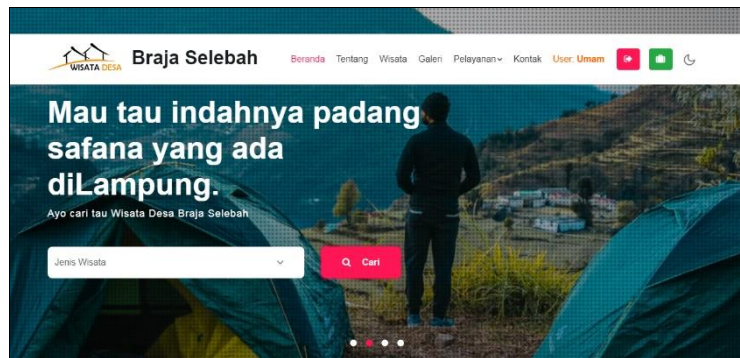 WISATA DESA
Braja Selebah
Beranda Tentang Wisata Galeri Pelayanan Kontak User: Umam
Mau tau indahnya padang
safana yang ada
diLampung.
Ayo cari tau Wisata Desa Braja Selebah
Jenis Wisata
Cari